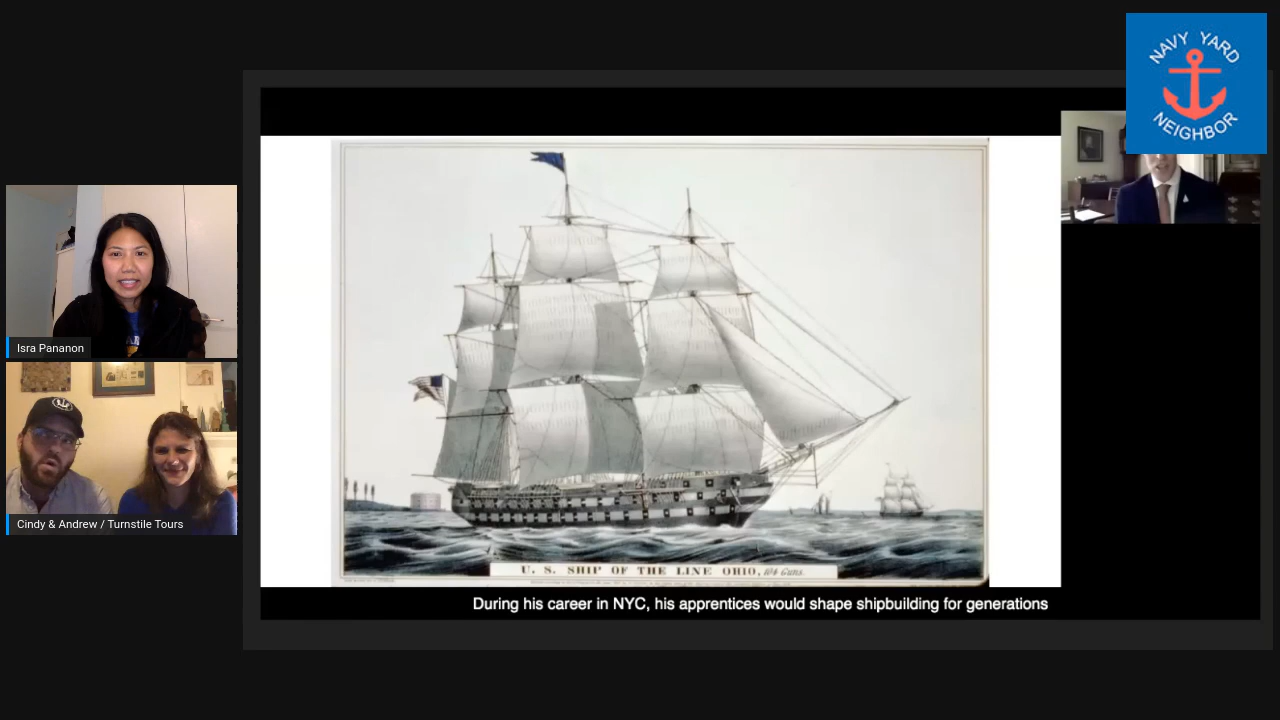 NAVY YARD
NEIGHBOR
Isra Pananon
Cindy & Andrew / Turnstile Tours
U. S. SHIP OF THE LINE OHIO, 104 Guns.
During his career in NYC, his apprentices would shape shipbuilding for generations